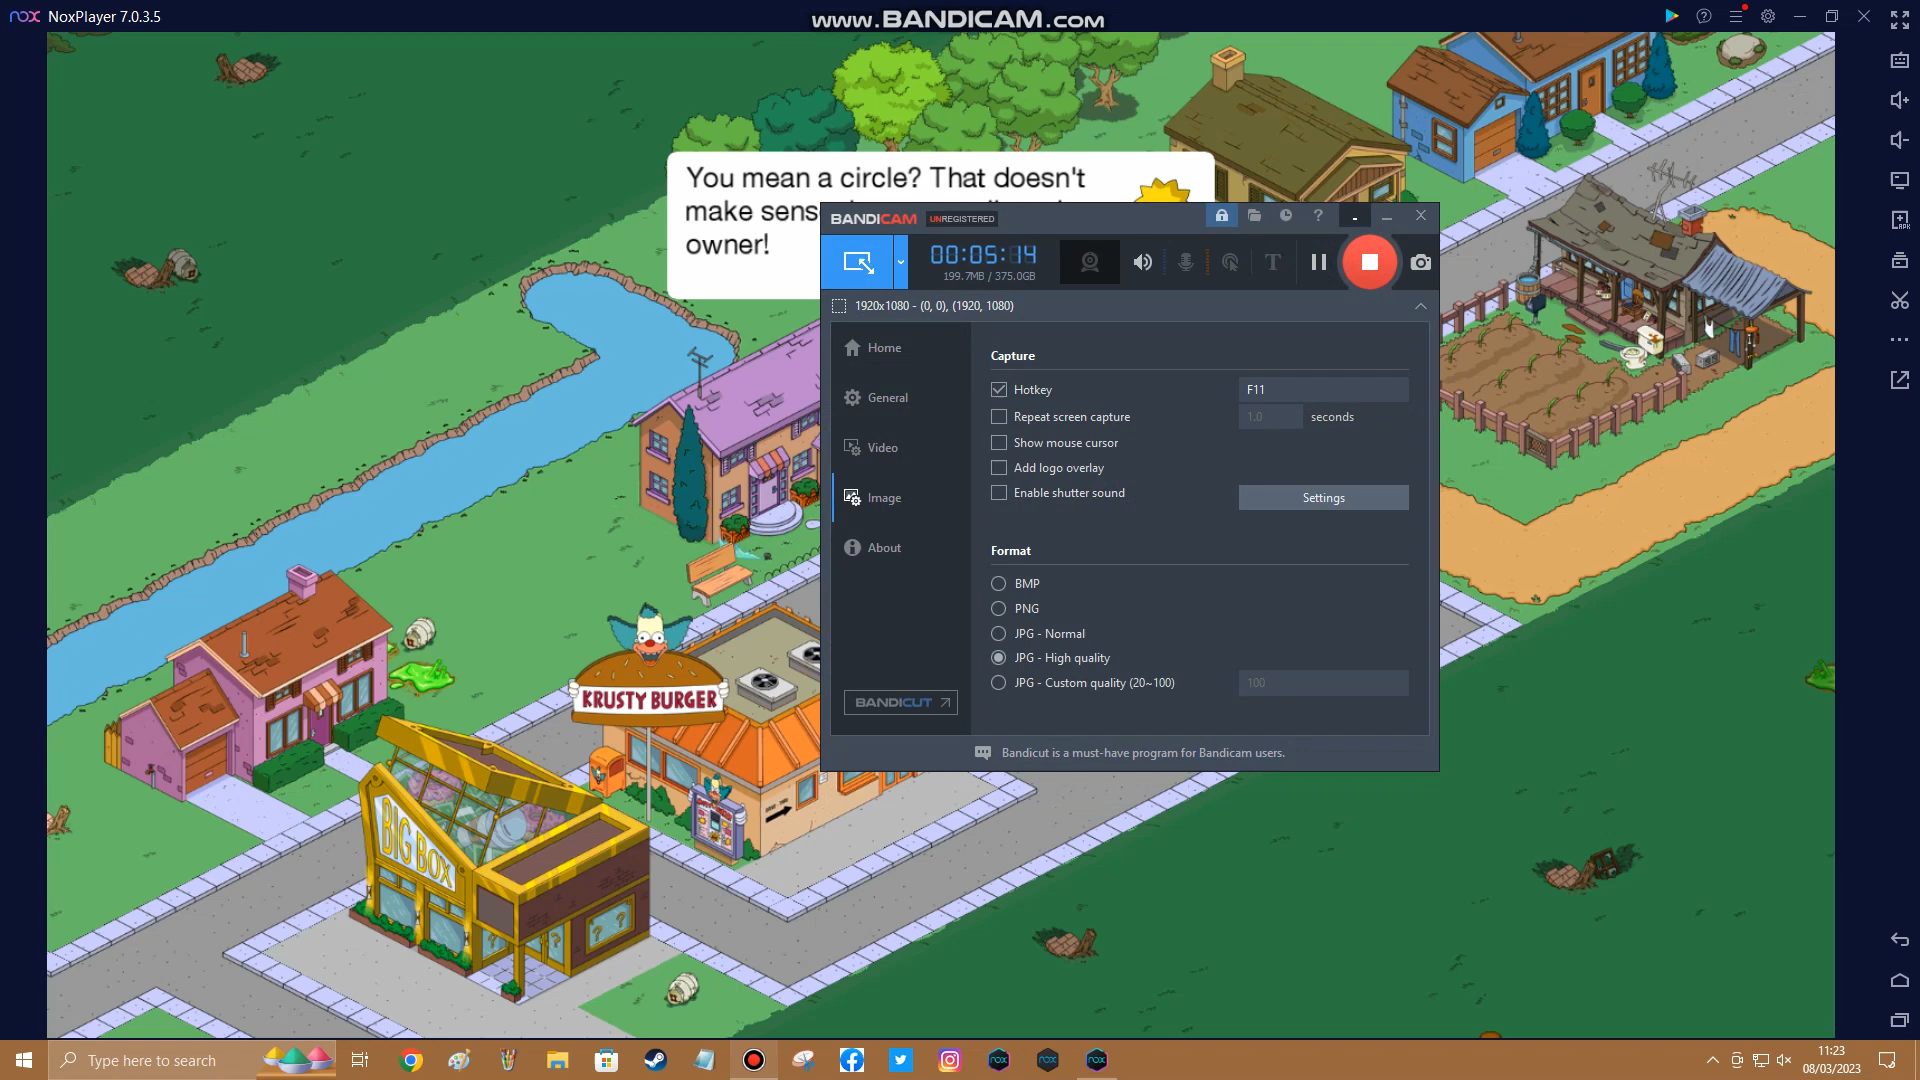 nox NoxPlayer 7.0.3.5
www.BANDICAM.com
You mean a circle? That doesn't
make sens
owner!
BANDICAM UNREGISTERED
00:05:14
199.7MB / 375.0GB
1920x1080 - (0, 0), (1920, 1080)
Home
General
Video
Image
About
BANDICUT
Capture
Hotkey F11
Repeat screen capture 1.0 seconds
Show mouse cursor
Add logo overlay
Enable shutter sound Settings
Format
BMP
PNG
JPG - Normal
JPG - High quality
JPG - Custom quality (20~100) 100
Bandicut is a must-have program for Bandicam users.
KRUSTY BURGER
BIG BOX
Type here to search
11:23
08/03/2023